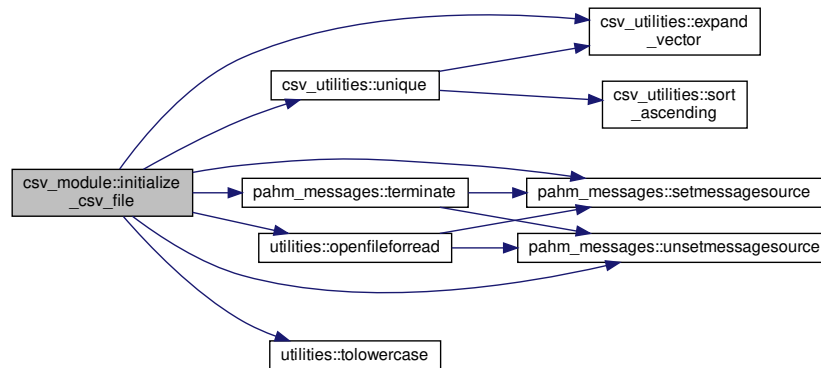 csv_utilities::expand
_vector
csv_utilities::unique
csv_utilities::sort
_ascending
csv_module::initialize
_csv_file
pahm_messages::terminate
pahm_messages::setmessagesource
utilities::openfileforread
pahm_messages::unsetmessagesource
utilities::tolowercase